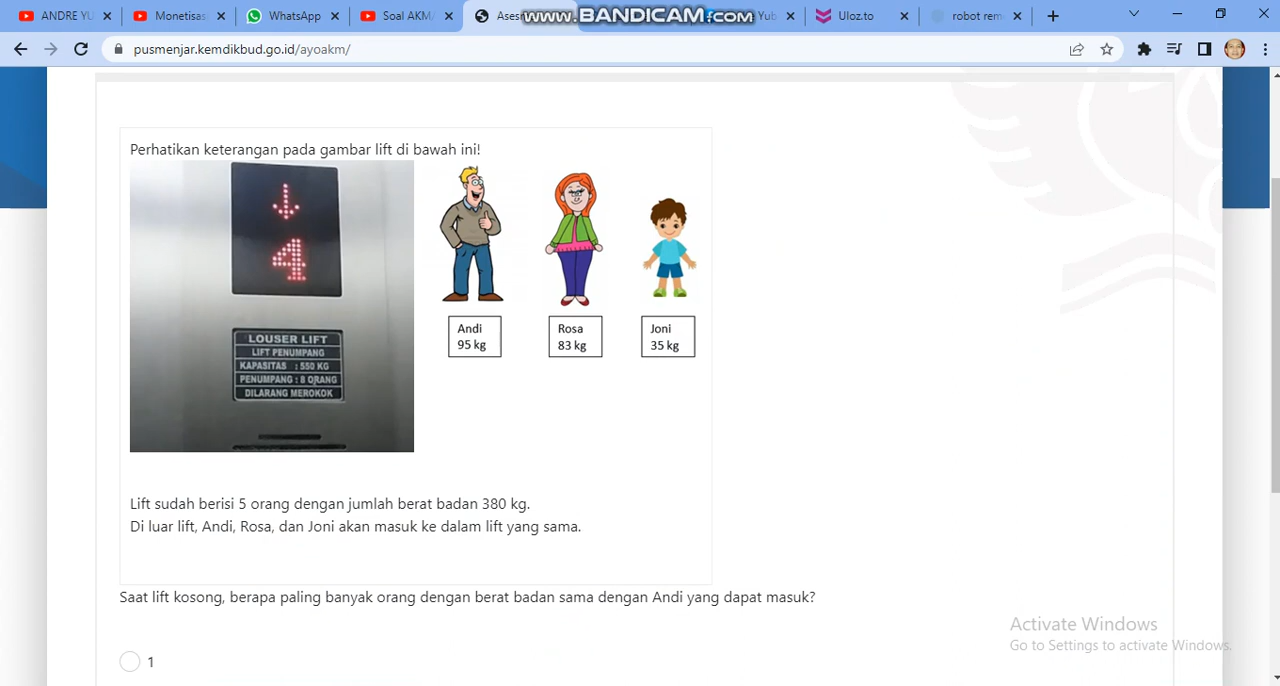 ANDRE YU
Monetisas
WhatsApp
Soal AKM
Ases
WWW.BANDICAM.COM
Yub
Uloz.to
robot rem
pusmenjar.kemdikbud.go.id/ayoakm/
Perhatikan keterangan pada gambar lift di bawah ini!
4
LOUSER LIFT
LIFT PENUMPANG
KAPASITAS : 550 KG
PENUMPANG : 8 ORANG
DILARANG MEROKOK
Andi
95 kg
Rosa
83 kg
Joni
35 kg
Lift sudah berisi 5 orang dengan jumlah berat badan 380 kg.
Di luar lift, Andi, Rosa, dan Joni akan masuk ke dalam lift yang sama.
Saat lift kosong, berapa paling banyak orang dengan berat badan sama dengan Andi yang dapat masuk?
Activate Windows
Go to Settings to activate Windows.
1